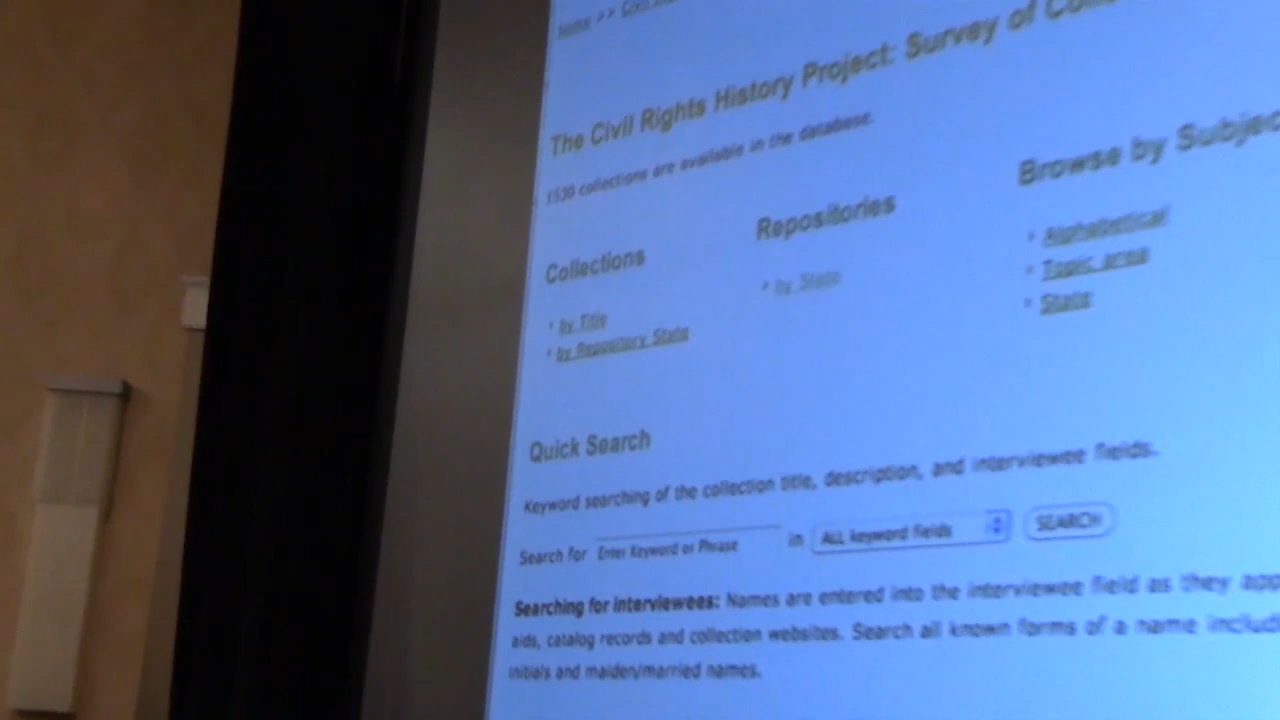 Home >>
The Civil Rights History Project: Survey of
1530 collections are available in the database.
Collections
by Title
by Repository State
Repositories
by State
Browse by Subjec
Alphabetical
Topic area
State
Quick Search
Keyword searching of the collection title, description, and interviewee fields.
Search for Enter Keyword or Phrase in ALL keyword fields SEARCH
Searching for interviewees: Names are entered into the interviewee field as they app
aids, catalog records and collection websites. Search all known forms of a name includ
initials and maiden/married names.